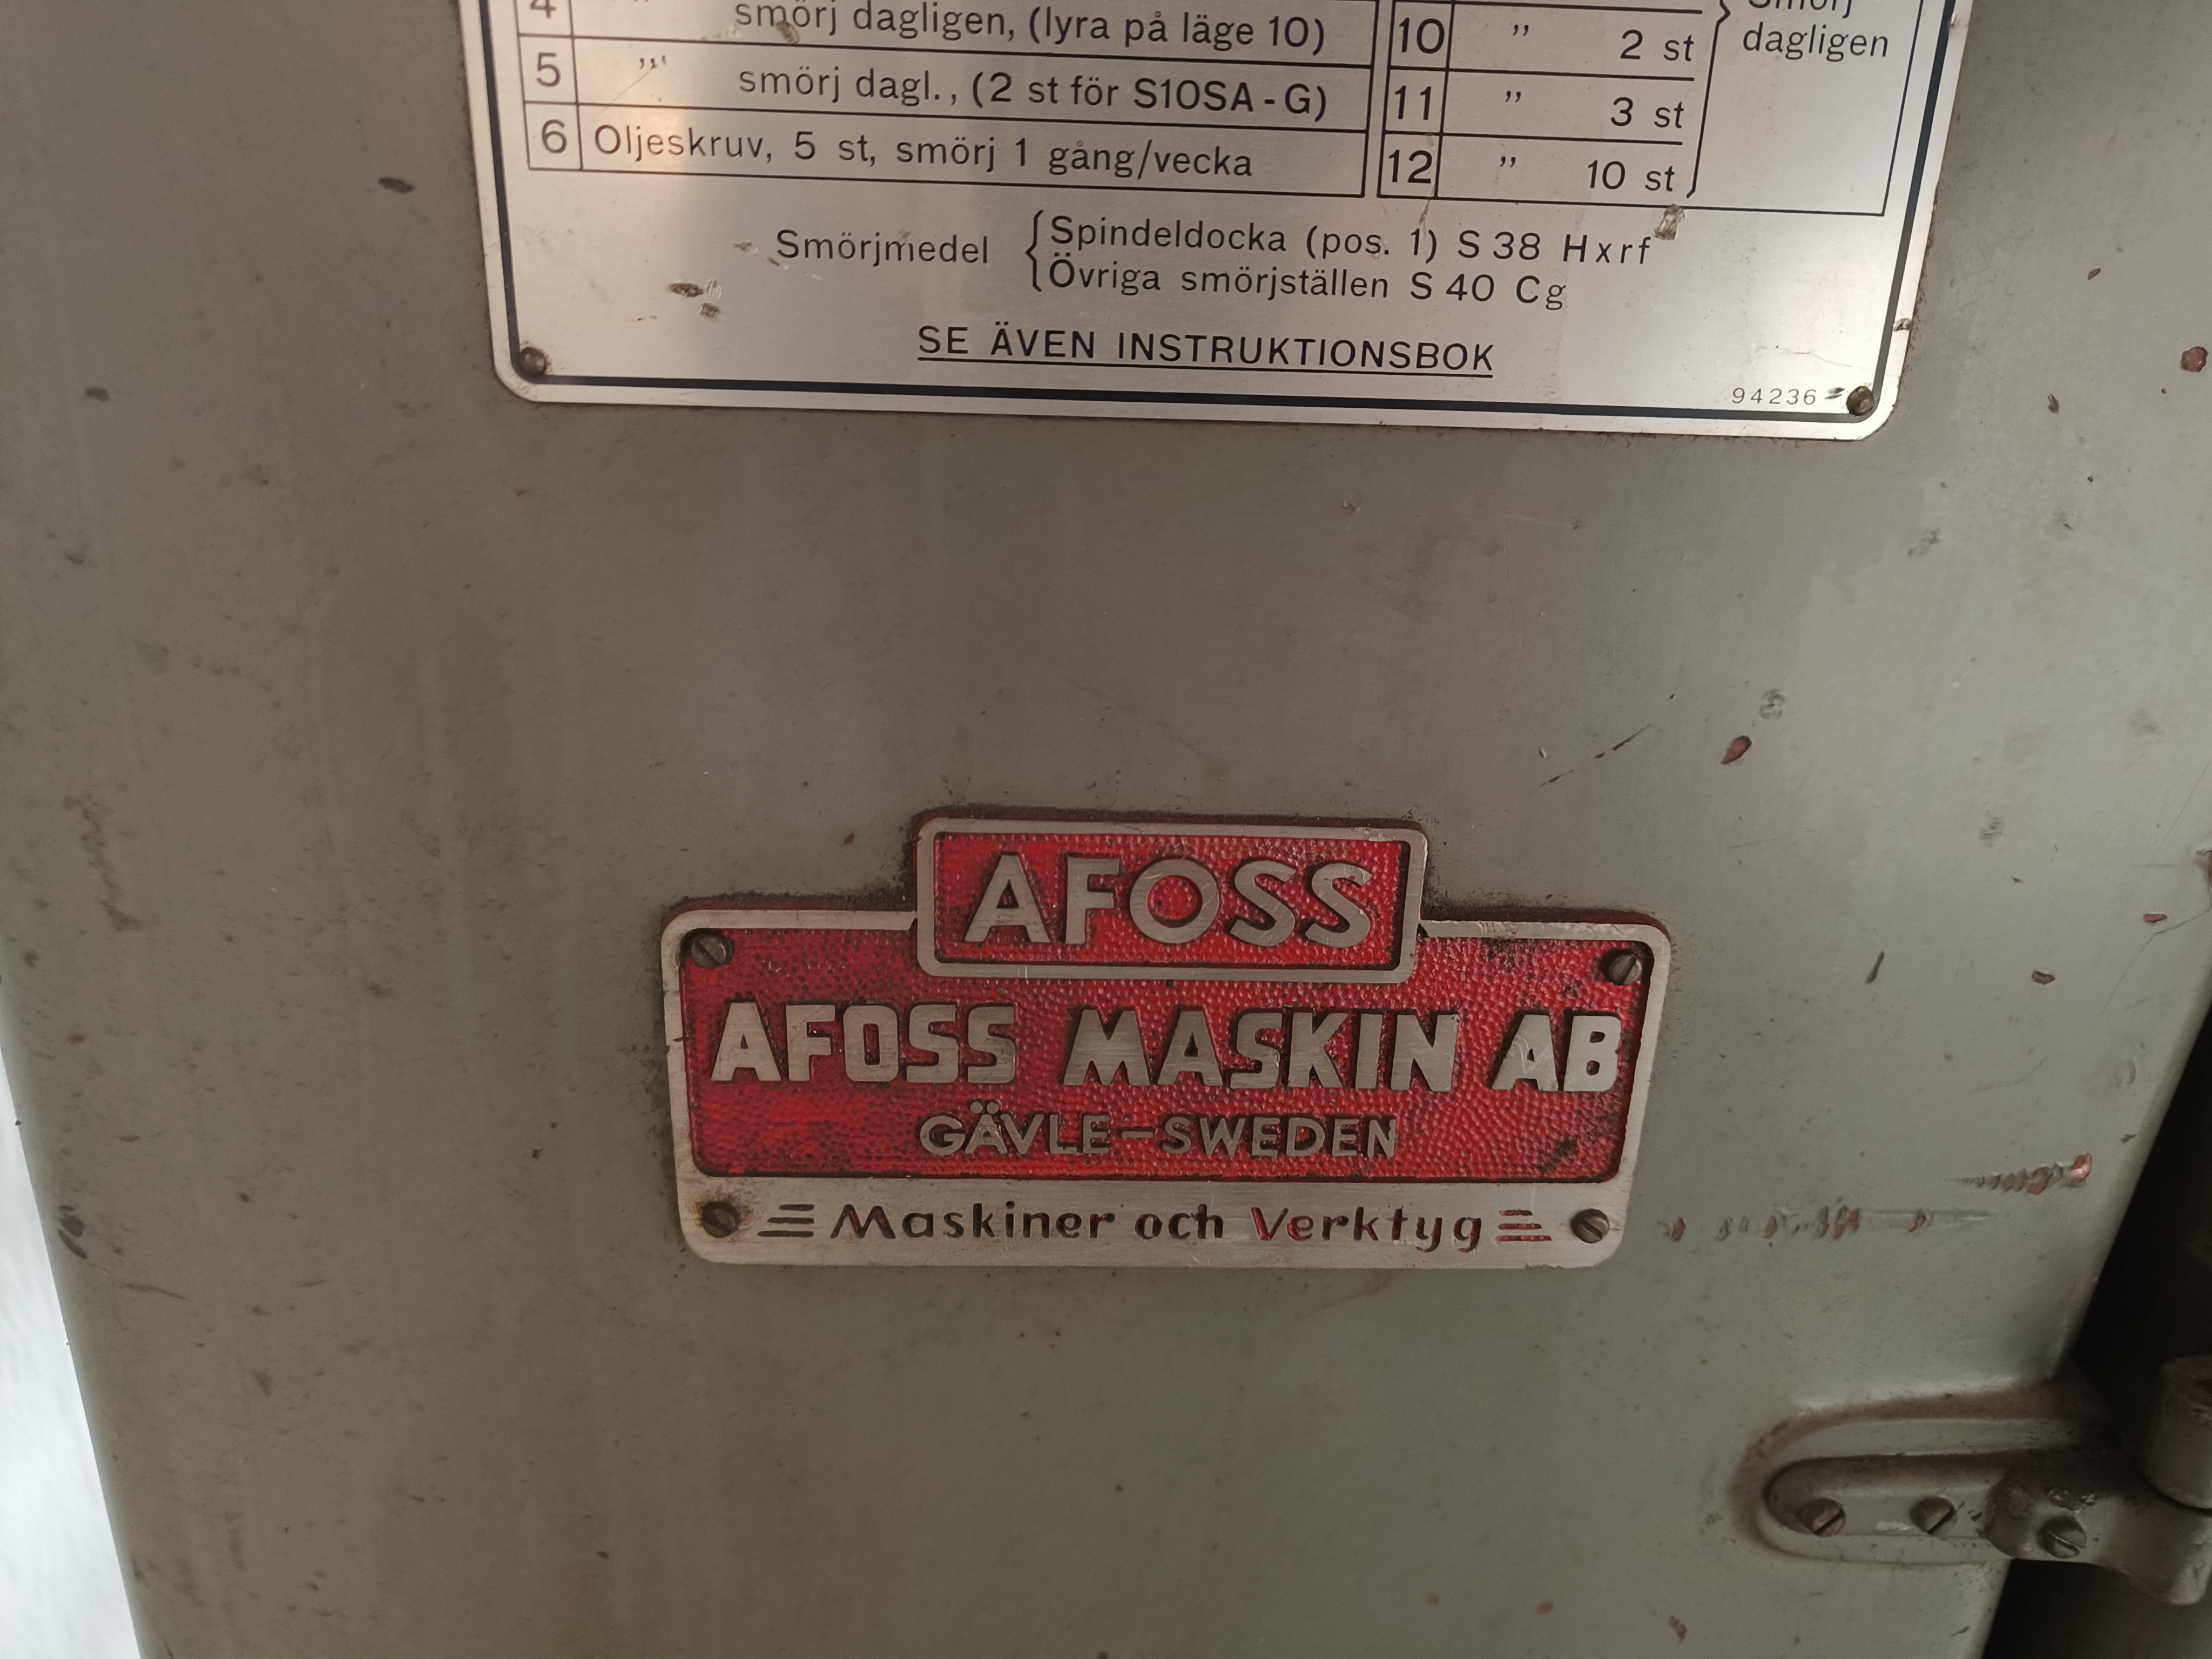 4 " smörj dagligen, (lyra på läge 10)
5 " smörj dagl., (2 st för S10SA-G)
6 Oljeskruv, 5 st, smörj 1 gång/vecka
10 " 2 st
11 " 3 st
12 " 10 st
Smörj
dagligen
Smörjmedel
Spindeldocka (pos. 1) S 38 Hxrf
Övriga smörjställen S 40 Cg
SE ÄVEN INSTRUKTIONSBOK
94236
AFOSS
AFOSS MASKIN AB
GÄVLE-SWEDEN
Maskiner och Verktyg